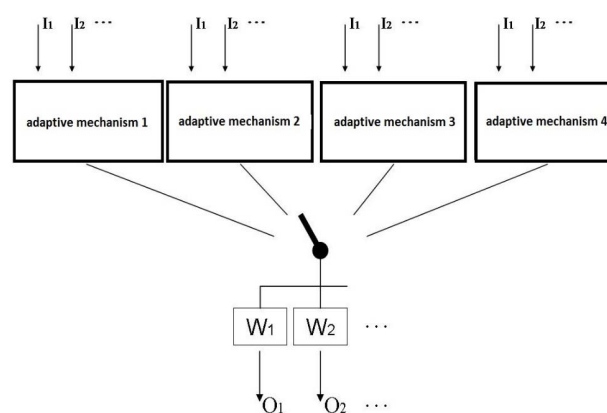 I1 I2 ... I1 I2 ... I1 I2 ... I1 I2 ...
adaptive mechanism 1 adaptive mechanism 2 adaptive mechanism 3 adaptive mechanism 4
W1 W2 ...
O1 O2 ...